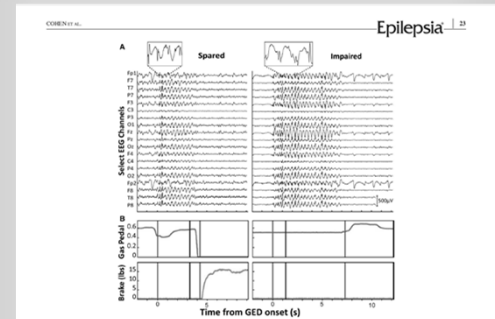 COHEN ET AL.
Epilepsia | 23
A
Spared
Impaired
Select EEG Channels
Fp1
F7
T7
P7
F3
C3
P3
O1
Fz
Pz
Oz
F4
C4
P4
O2
Fp2
F8
T8
P8
500μV
B
Gas Pedal
0.6
0.4
0.2
0
Brake (lbs)
15
10
5
0
0
5
0
5
10
Time from GED onset (s)